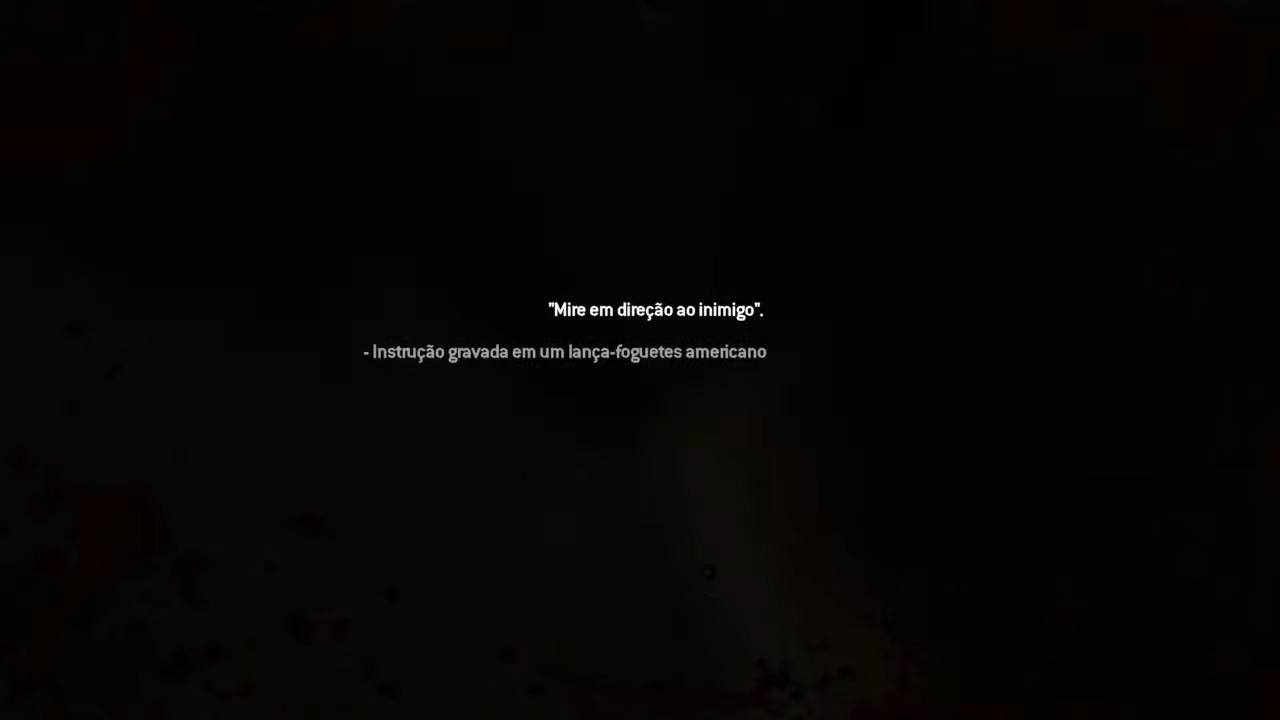 "Mire em direção ao inimigo".
- Instrução gravada em um lança-foguetes americano